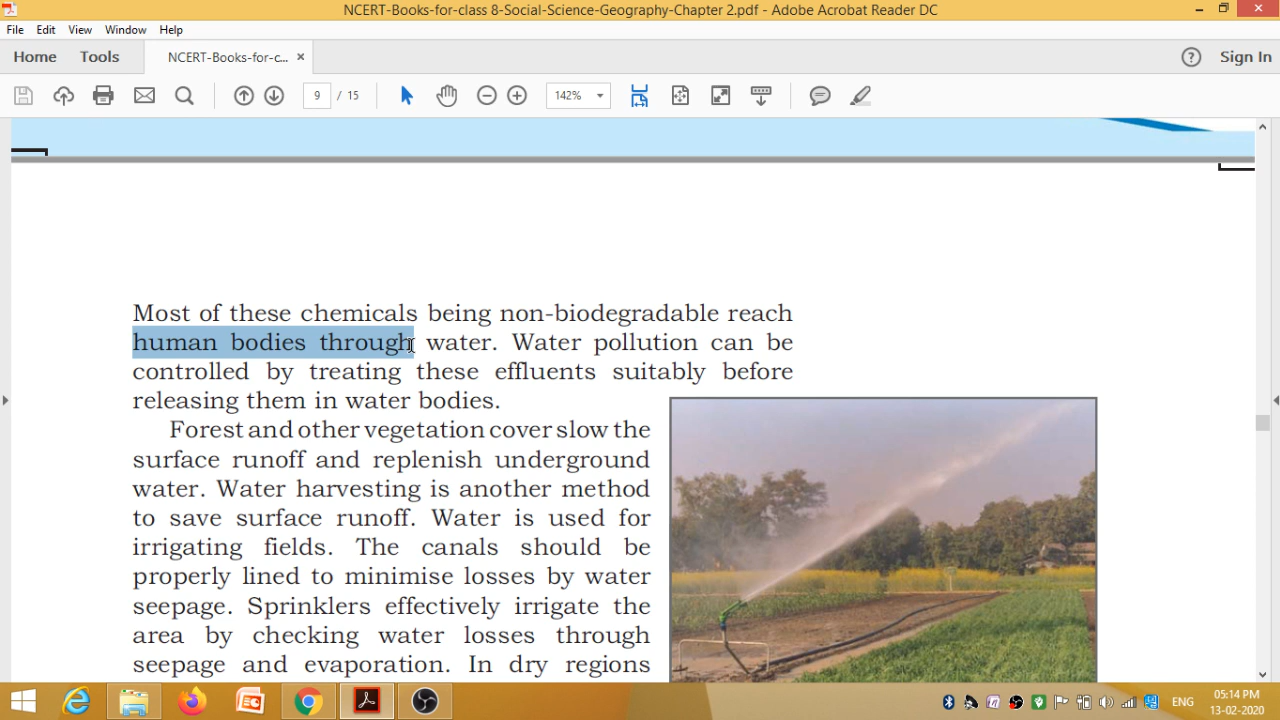 NCERT-Books-for-class 8-Social-Science-Geography-Chapter 2.pdf - Adobe Acrobat Reader DC
File Edit View Window Help
Home Tools NCERT-Books-for-c... × Sign In
9 / 15 142%
Most of these chemicals being non-biodegradable reach
human bodies through water. Water pollution can be
controlled by treating these effluents suitably before
releasing them in water bodies.
Forest and other vegetation cover slow the
surface runoff and replenish underground
water. Water harvesting is another method
to save surface runoff. Water is used for
irrigating fields. The canals should be
properly lined to minimise losses by water
seepage. Sprinklers effectively irrigate the
area by checking water losses through
seepage and evaporation. In dry regions
ENG 05:14 PM
13-02-2020